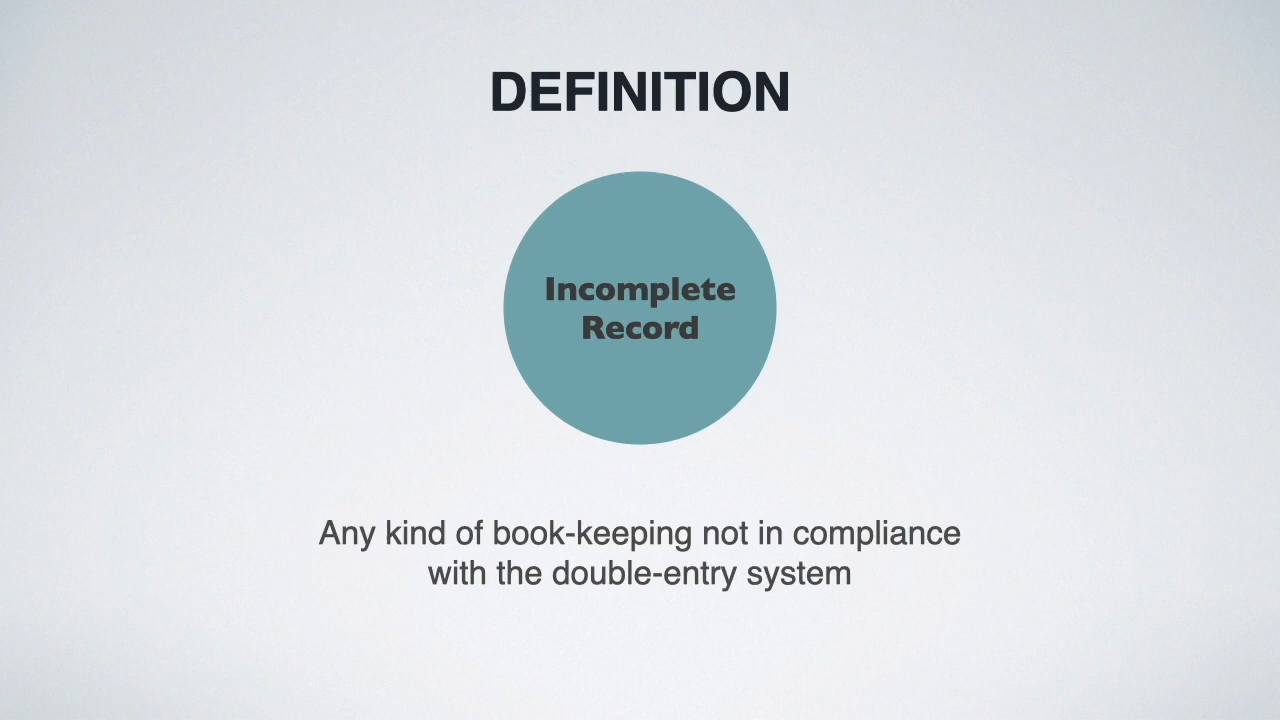 DEFINITION
Incomplete
Record
Any kind of book-keeping not in compliance
with the double-entry system